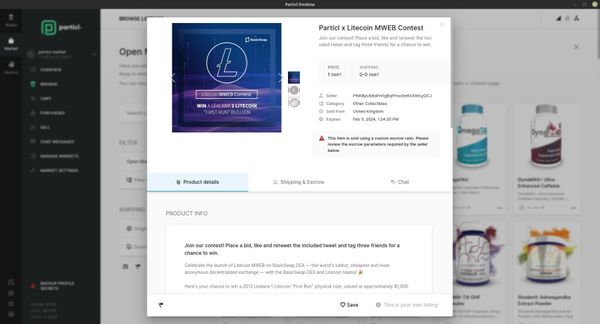 Particl Desktop
particl.
BROWSE
Particl x Litecoin MWEB Contest
Join our contest! Place a bid, like and retweet the
included tweet and tag three friends for a chance to win.
PRICE
1 PART
SHIPPING
0-0 PART
BasicSwap
Litecoin MWEB Contest
WIN A LEALANA 1 LITECOIN
"FIRST RUN" BULLION
Seller
Category
Other Collectibles
Sold from
United Kingdom
Expires
Feb 9, 2024, 1:24:20 PM
This item is sold using a custom escrow ratio. Please
review the escrow parameters required by the seller
below.
Product details
Shipping & Escrow
Chat
PRODUCT INFO
Join our contest! Place a bid, like and retweet the included tweet and tag three friends for a
chance to win.
Celebrate the launch of Litecoin MWEB on BasicSwap DEX — the world's safest, cheapest and most
anonymous decentralized exchange — with the BasicSwap DEX and Litecoin teams! 🎉
Here's your chance to win a 2013 Lealana 1 Litecoin "First Run" physical coin, valued at approximately $1,000.
Save
This is your own listing
Market
particl market
OVERVIEW
BROWSE
CART
PURCHASES
SELL
CHAT MESSAGES
MANAGE MARKETS
MARKET SETTINGS
BACKUP PROFILE
SECRETS
Open M
FILTER
Open Mar
Filter
SHIPPING
Origin
Convert page.
DynaMAX+ Ultra
Enhanced Caffeine
Shoden® Ashwagandha
Extract Powder